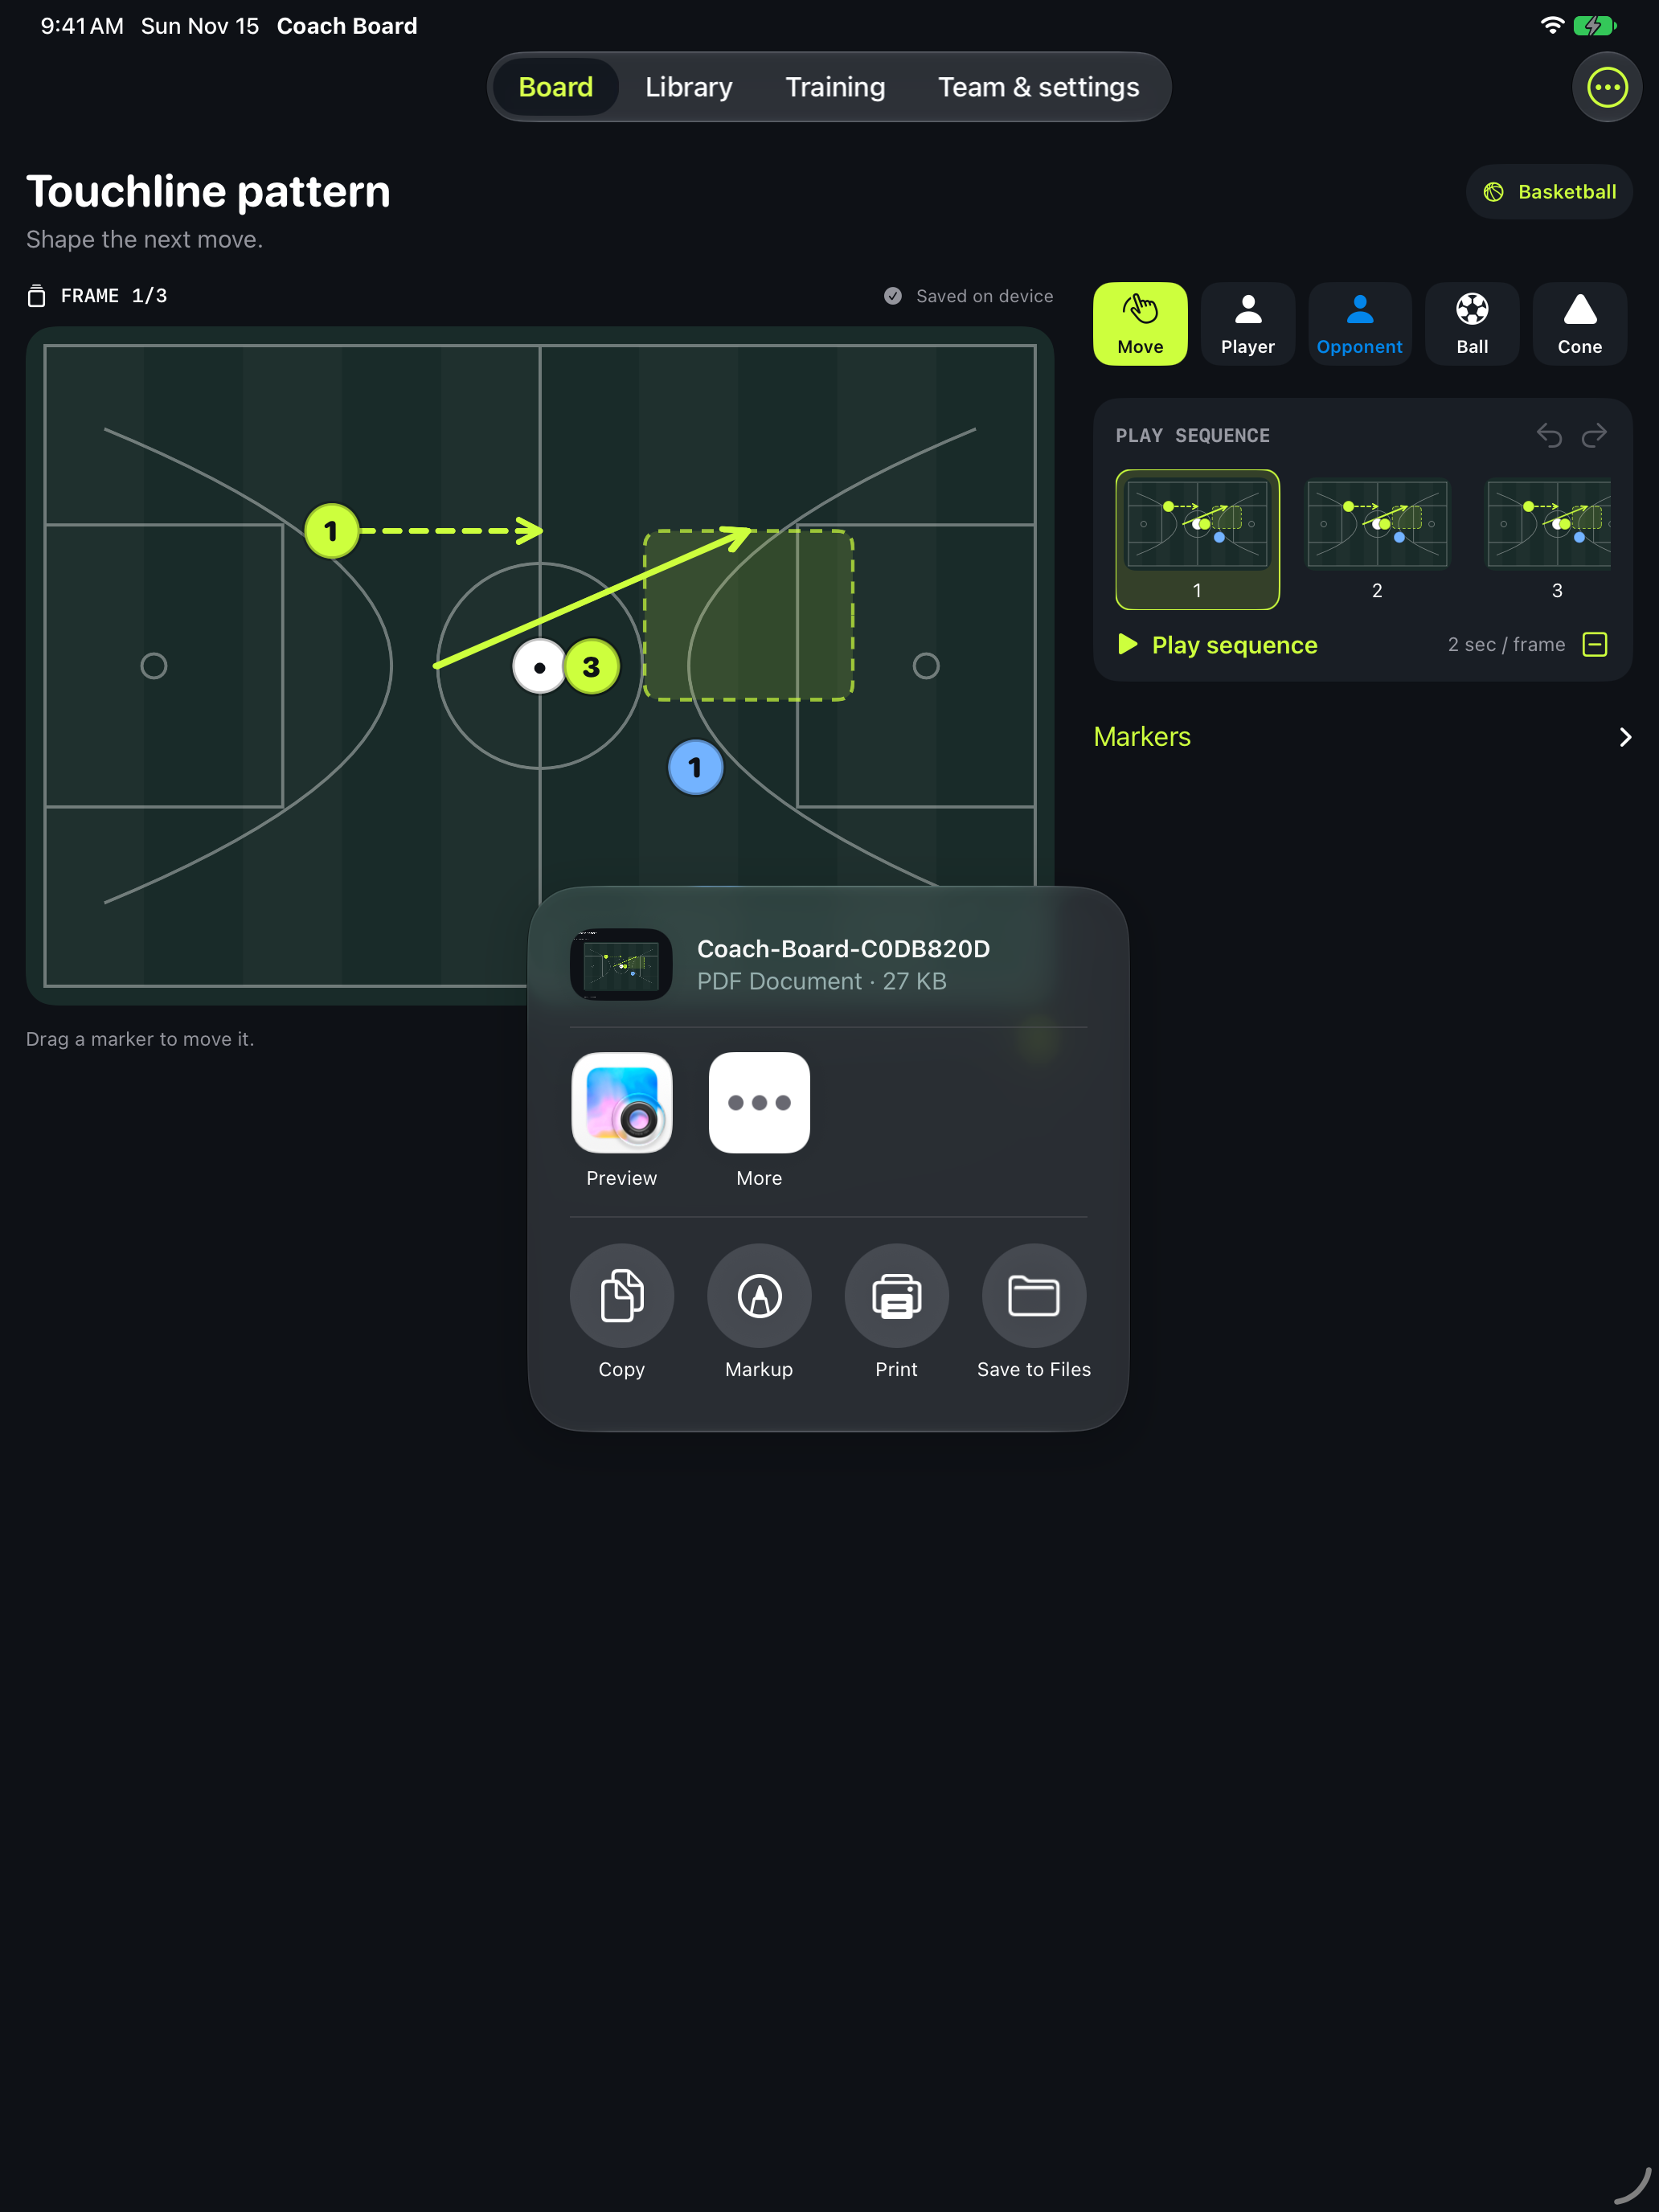 9:41 AM Sun Nov 15 Coach Board
Board Library Training Team & settings
Touchline pattern
Basketball
Shape the next move.
FRAME 1/3
Saved on device
Move Player Opponent Ball Cone
PLAY SEQUENCE
1 2 3
Play sequence 2 sec / frame
Markers
1
3
1
Coach-Board-C0DB820D
PDF Document · 27 KB
Drag a marker to move it.
Preview More
Copy Markup Print Save to Files